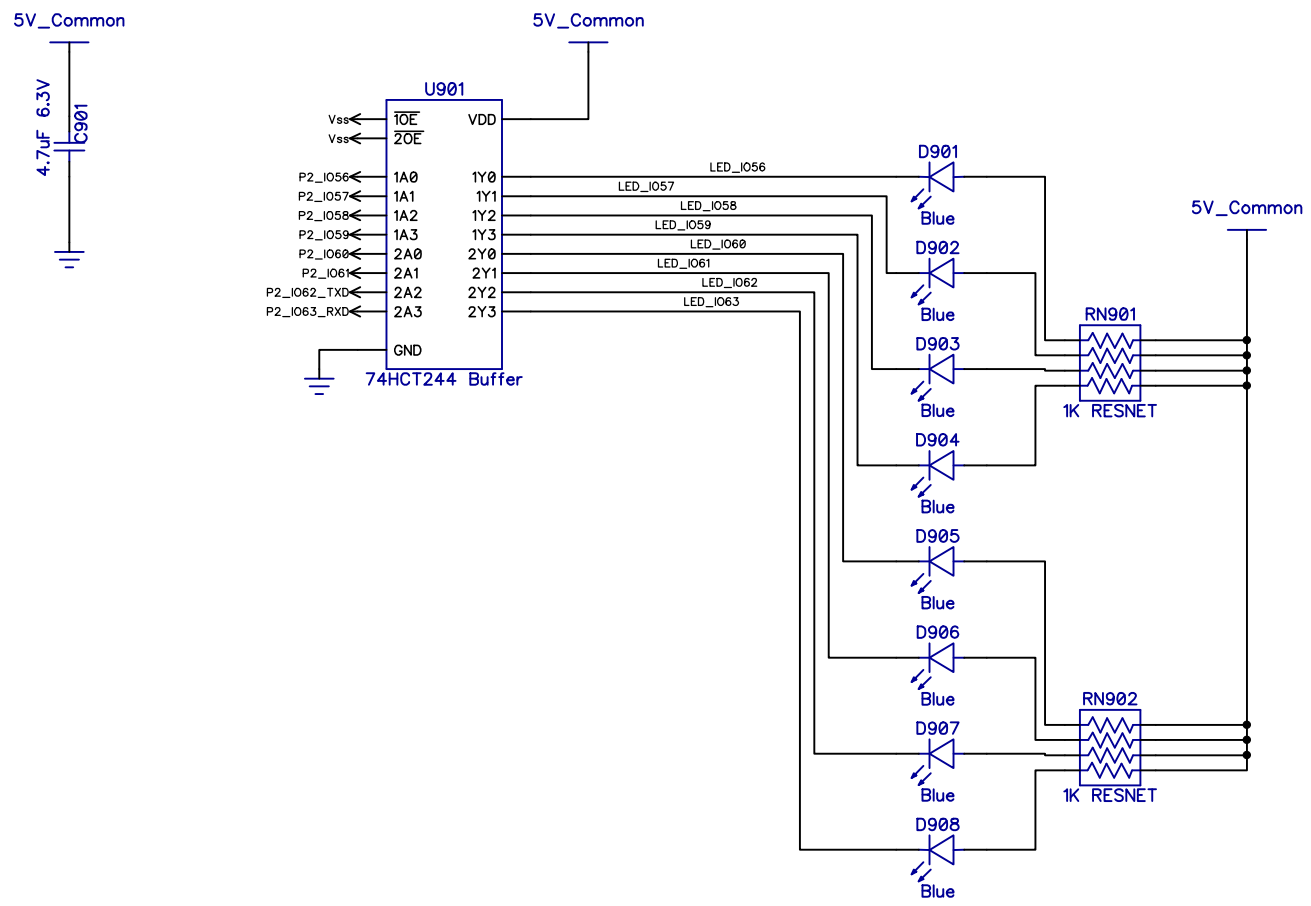 5V_Common
4.7uF 6.3V
C901
5V_Common
U901
Vss
1OE
VDD
Vss
2OE
P2_IO56
1A0
1Y0
LED_IO56
P2_IO57
1A1
1Y1
LED_IO57
P2_IO58
1A2
1Y2
LED_IO58
P2_IO59
1A3
1Y3
LED_IO59
P2_IO60
2A0
2Y0
LED_IO60
P2_IO61
2A1
2Y1
LED_IO61
P2_IO62_TXD
2A2
2Y2
LED_IO62
P2_IO63_RXD
2A3
2Y3
LED_IO63
GND
74HCT244 Buffer
D901
Blue
D902
Blue
D903
Blue
D904
Blue
D905
Blue
D906
Blue
D907
Blue
D908
Blue
5V_Common
RN901
1K RESNET
RN902
1K RESNET